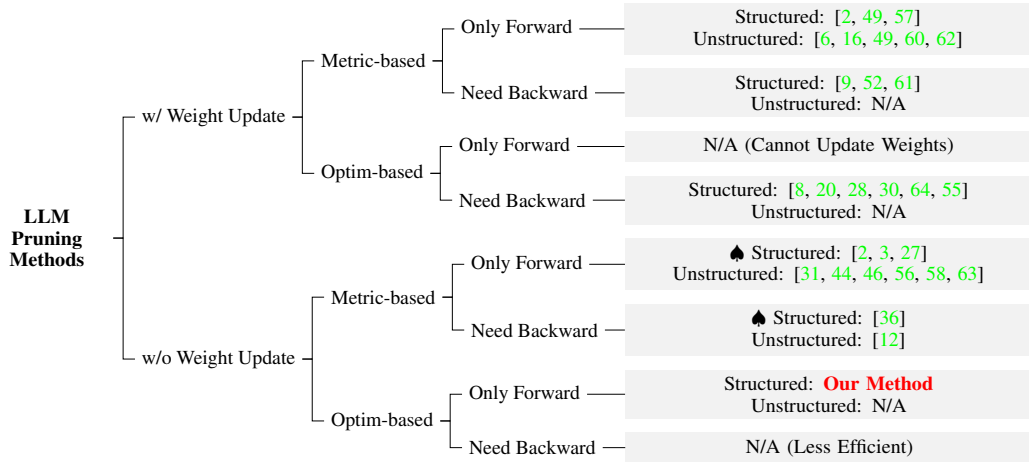 LLM
Pruning
Methods
w/ Weight Update
Metric-based
Only Forward
Structured: [2, 49, 57]
Unstructured: [6, 16, 49, 60, 62]
Need Backward
Structured: [9, 52, 61]
Unstructured: N/A
Optim-based
Only Forward
N/A (Cannot Update Weights)
Need Backward
Structured: [8, 20, 28, 30, 64, 55]
Unstructured: N/A
w/o Weight Update
Metric-based
Only Forward
♠ Structured: [2, 3, 27]
Unstructured: [31, 44, 46, 56, 58, 63]
Need Backward
♠ Structured: [36]
Unstructured: [12]
Optim-based
Only Forward
Structured: Our Method
Unstructured: N/A
Need Backward
N/A (Less Efficient)